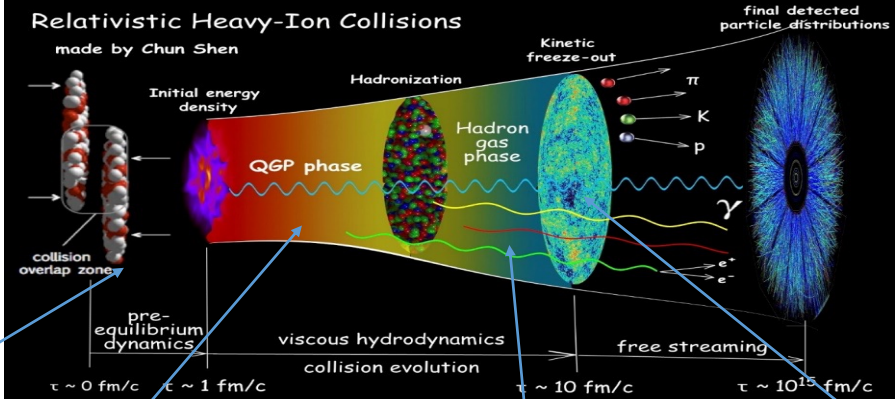 Relativistic Heavy-Ion Collisions
made by Chun Shen
final detected
particle distributions
Kinetic
freeze-out
Hadronization
Initial energy
density
π
K
p
QGP phase
Hadron
gas
phase
γ
collision
overlap zone
e⁺
e⁻
pre-
equilibrium
dynamics
viscous hydrodynamics
collision evolution
free streaming
τ ~ 0 fm/c
τ ~ 1 fm/c
τ ~ 10 fm/c
τ ~ 10¹⁵ fm/c